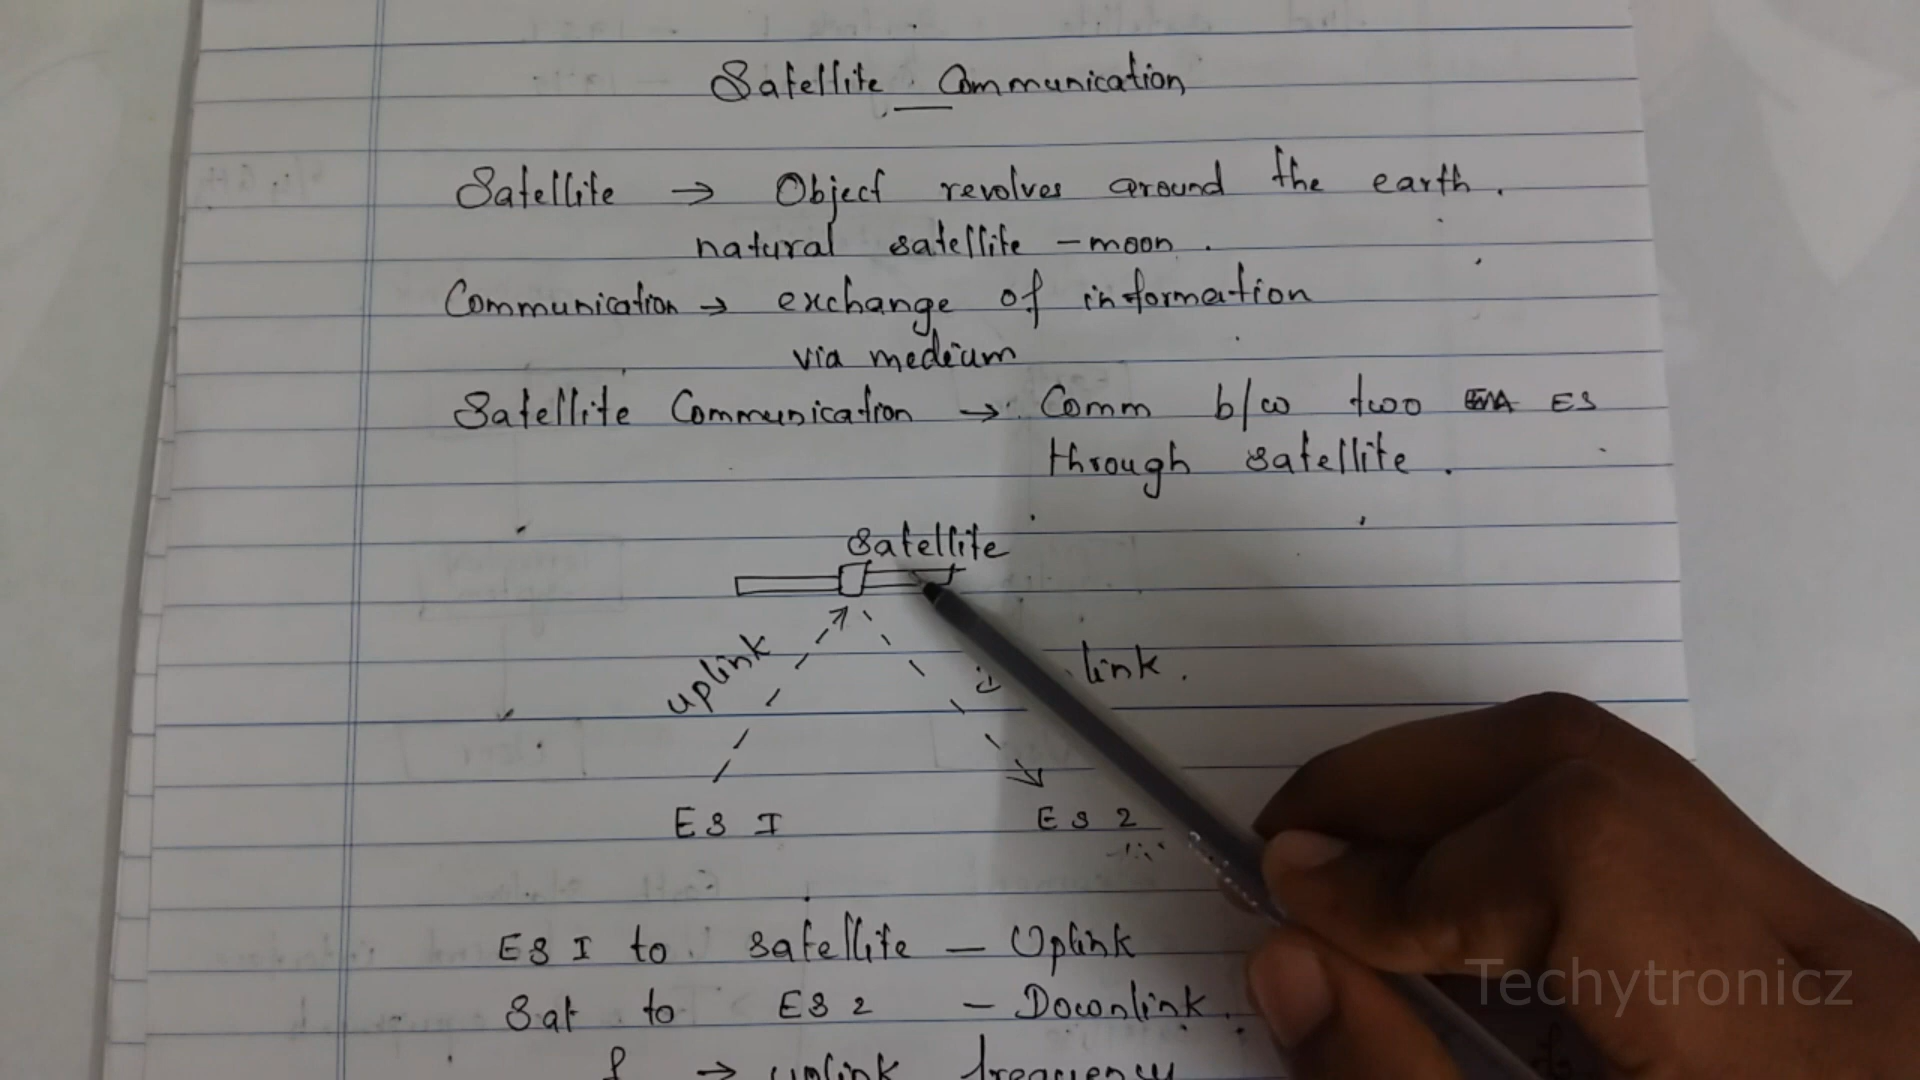 Satellite Communication
Satellite → Object revolves around the earth.
natural satellite - moon.
Communication → exchange of information
via medium
Satellite Communication → Comm b/w two ES
through satellite.
Satellite
uplink
link.
ES I
ES 2
ES I to satellite - Uplink
Sat to ES 2 - Downlink.
→ uplink frequency
Techytronicz